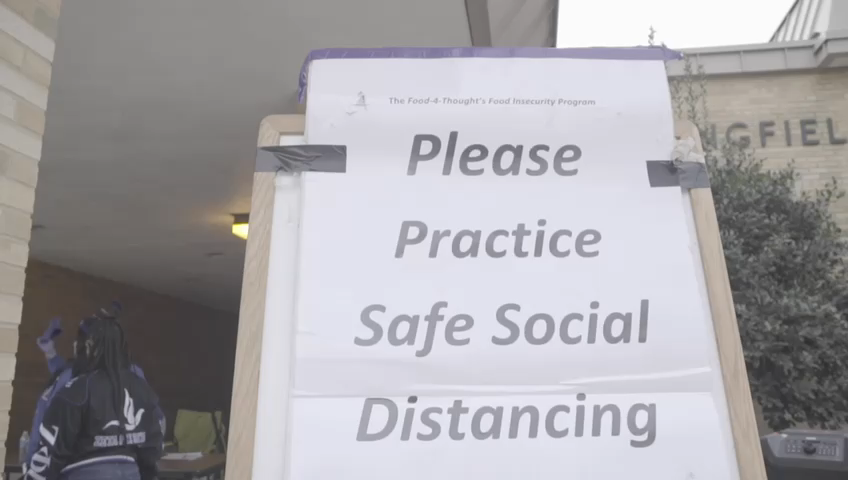 The Food-4-Thought's Food Insecurity Program
Please
Practice
Safe Social
Distancing
NGFIEL